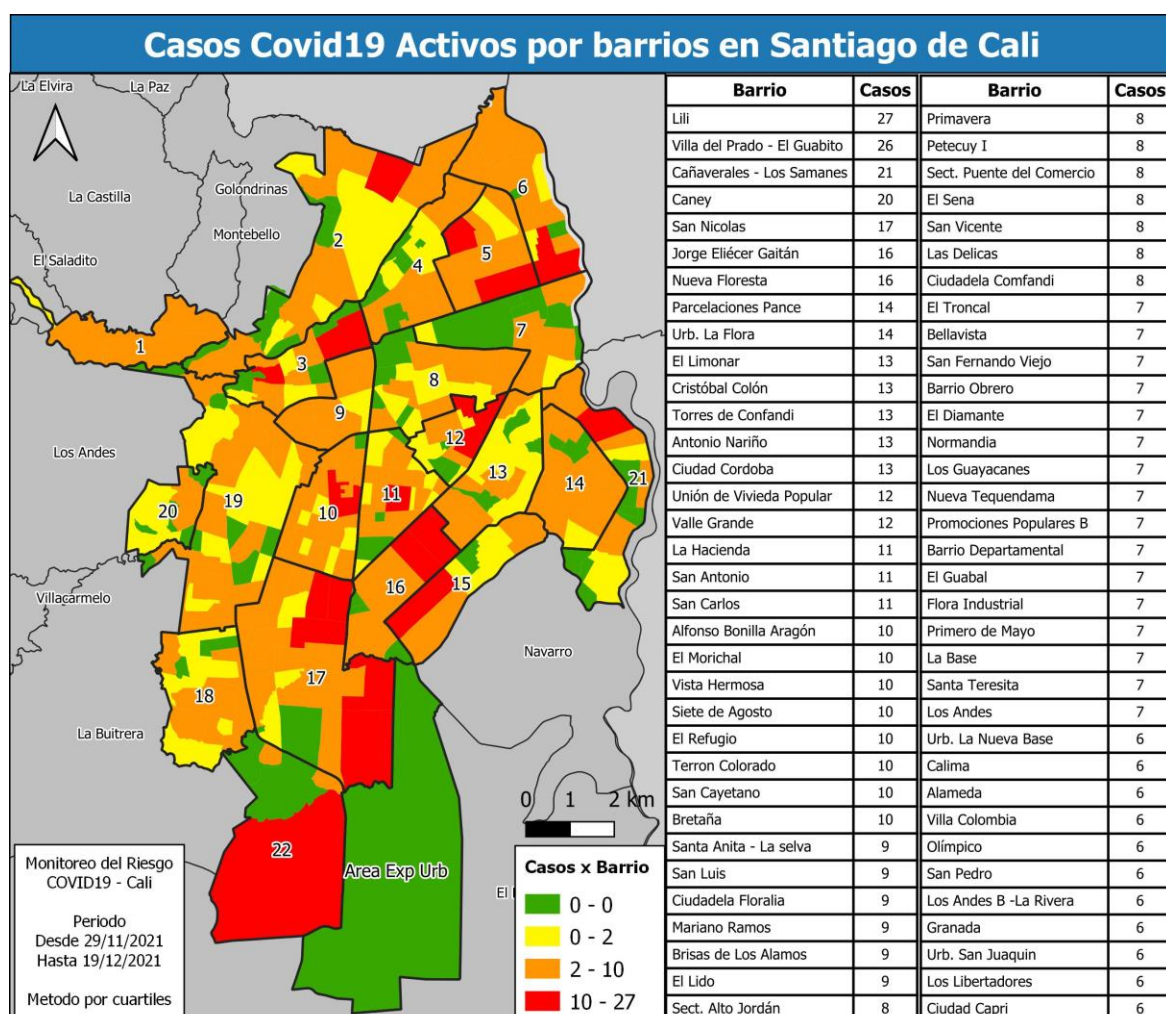 Casos Covid19 Activos por barrios en Santiago de Cali
La Elvira
La Paz
La Castilla
Golondrinas
Montebello
El Saladito
Los Andes
Villacarmelo
La Buitrera
Navarro
El
Area Exp Urb
1
2
3
4
5
6
7
8
9
10
11
12
13
14
15
16
17
18
19
20
21
22
0 1 2 km
Casos x Barrio
0 - 0
0 - 2
2 - 10
10 - 27
Monitoreo del Riesgo
COVID19 - Cali
Periodo
Desde 29/11/2021
Hasta 19/12/2021
Metodo por cuartiles
Barrio Casos Barrio Casos
Lili 27 Primavera 8
Villa del Prado - El Guabito 26 Petecuy I 8
Cañaverales - Los Samanes 21 Sect. Puente del Comercio 8
Caney 20 El Sena 8
San Nicolas 17 San Vicente 8
Jorge Eliécer Gaitán 16 Las Delicas 8
Nueva Floresta 16 Ciudadela Comfandi 8
Parcelaciones Pance 14 El Troncal 7
Urb. La Flora 14 Bellavista 7
El Limonar 13 San Fernando Viejo 7
Cristóbal Colón 13 Barrio Obrero 7
Torres de Confandi 13 El Diamante 7
Antonio Nariño 13 Normandia 7
Ciudad Cordoba 13 Los Guayacanes 7
Unión de Vivieda Popular 12 Nueva Tequendama 7
Valle Grande 12 Promociones Populares B 7
La Hacienda 11 Barrio Departamental 7
San Antonio 11 El Guabal 7
San Carlos 11 Flora Industrial 7
Alfonso Bonilla Aragón 10 Primero de Mayo 7
El Morichal 10 La Base 7
Vista Hermosa 10 Santa Teresita 7
Siete de Agosto 10 Los Andes 7
El Refugio 10 Urb. La Nueva Base 6
Terron Colorado 10 Calima 6
San Cayetano 10 Alameda 6
Bretaña 10 Villa Colombia 6
Santa Anita - La selva 9 Olímpico 6
San Luis 9 San Pedro 6
Ciudadela Floralia 9 Los Andes B -La Rivera 6
Mariano Ramos 9 Granada 6
Brisas de Los Alamos 9 Urb. San Juaquin 6
El Lido 9 Los Libertadores 6
Sect. Alto Jordán 8 Ciudad Capri 6